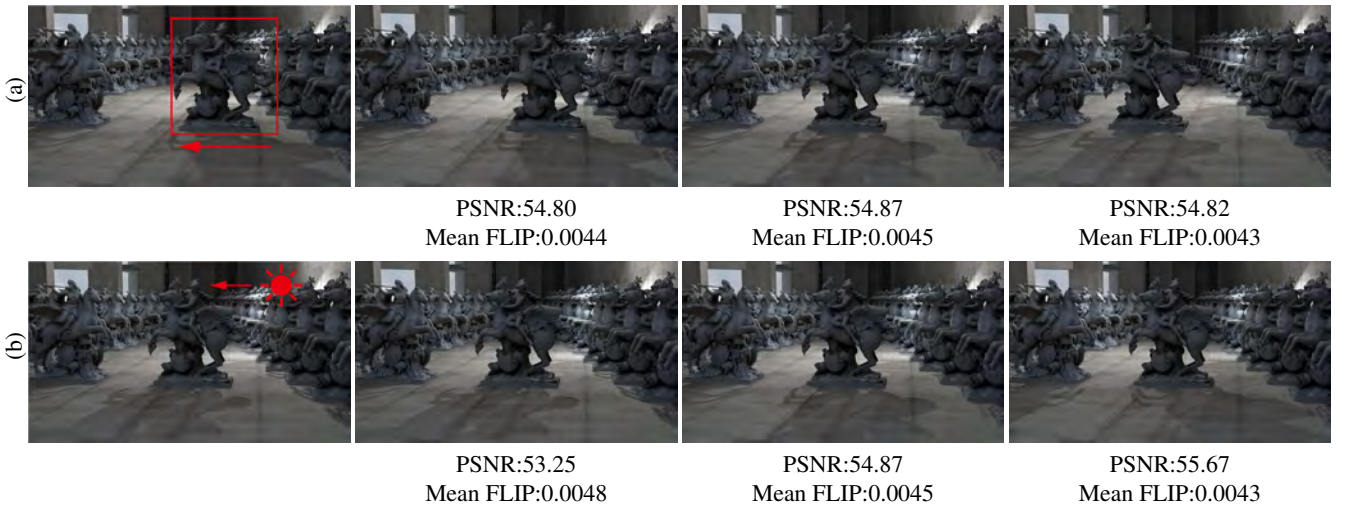 (a)
PSNR:54.80
Mean FLIP:0.0044
PSNR:54.87
Mean FLIP:0.0045
PSNR:54.82
Mean FLIP:0.0043
(b)
PSNR:53.25
Mean FLIP:0.0048
PSNR:54.87
Mean FLIP:0.0045
PSNR:55.67
Mean FLIP:0.0043